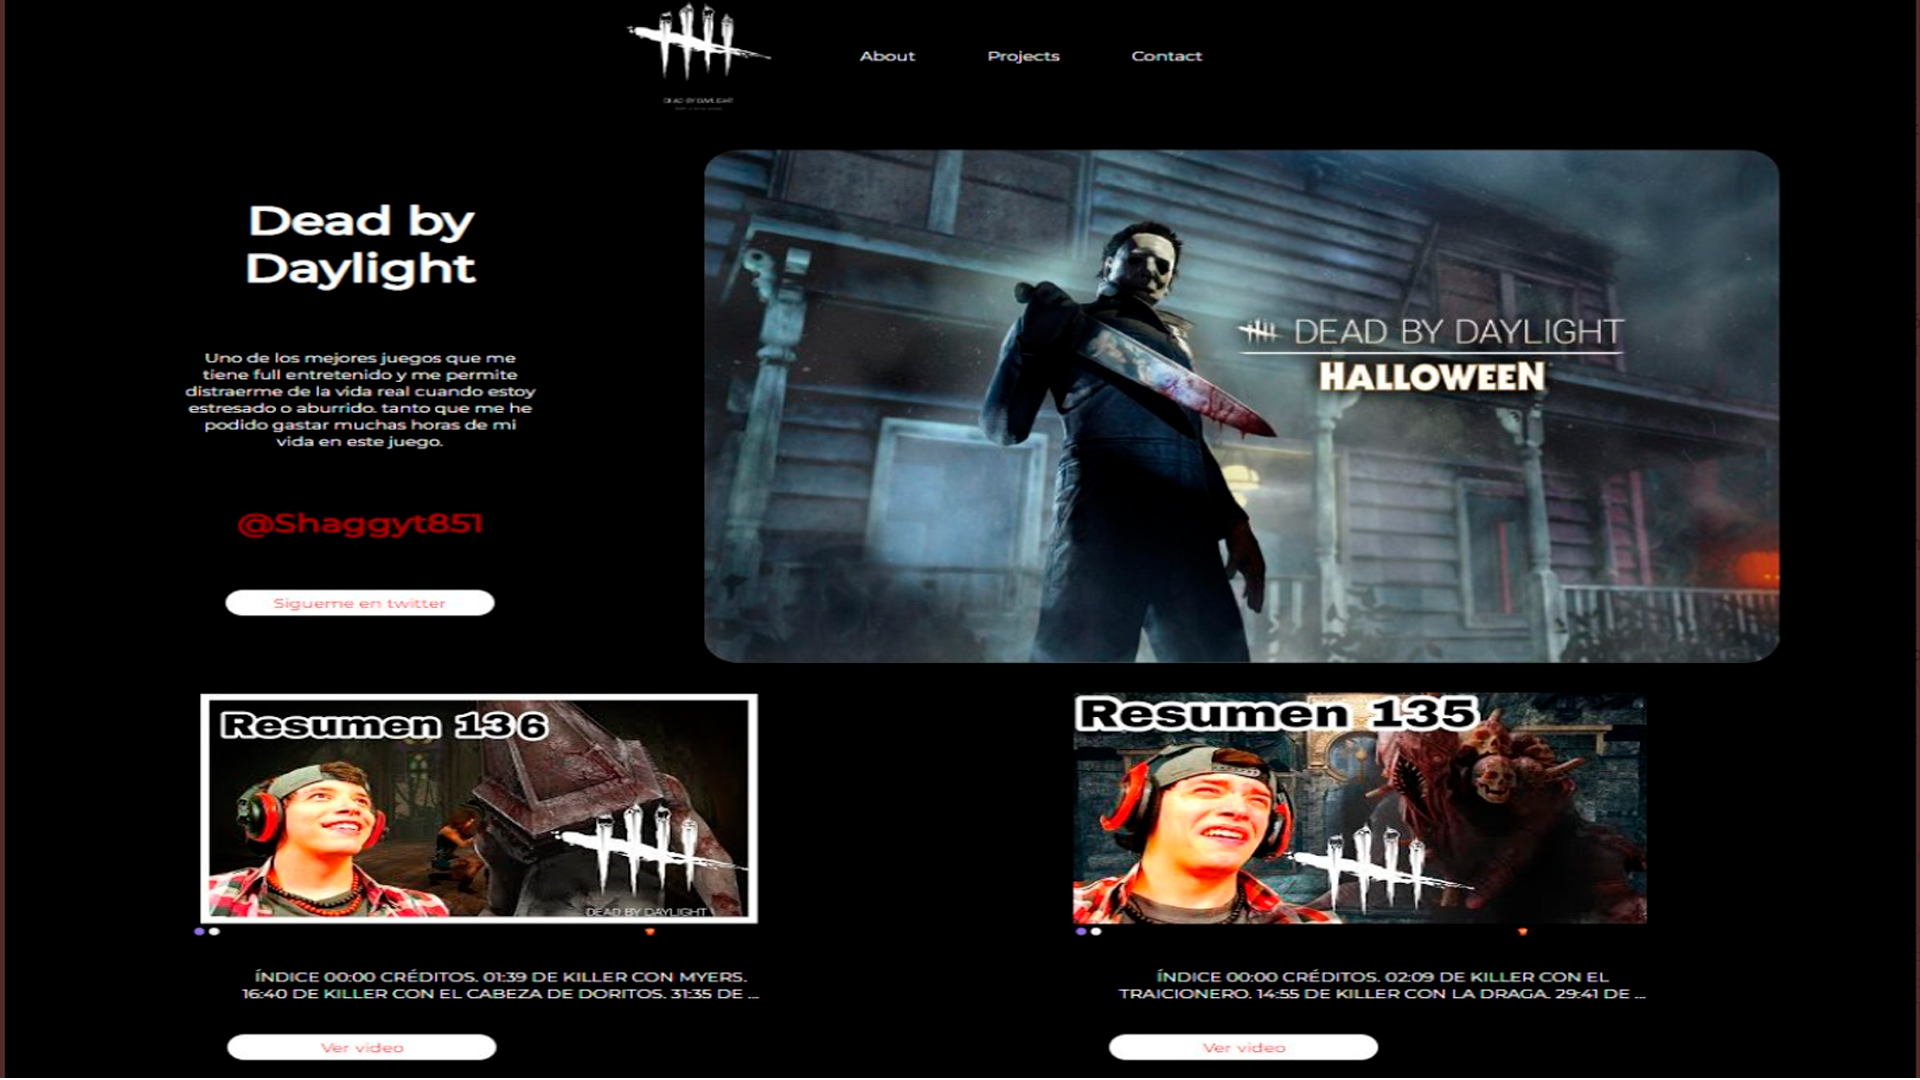 About
Projects
Contact
DEAD BY DAYLIGHT
Dead by
Daylight
Uno de los mejores juegos que me
tiene full entretenido y me permite
distraerme de la vida real cuando estoy
estresado o aburrido. tanto que me he
podido gastar muchas horas de mi
vida en este juego.
@Shaggyt851
Sigueme en twitter
DEAD BY DAYLIGHT
HALLOWEEN
Resumen 136
DEAD BY DAYLIGHT
ÍNDICE 00:00 CRÉDITOS. 01:39 DE KILLER CON MYERS.
16:40 DE KILLER CON EL CABEZA DE DORITOS. 31:35 DE ...
Ver video
Resumen 135
ÍNDICE 00:00 CRÉDITOS. 02:09 DE KILLER CON EL
TRAICIONERO. 14:55 DE KILLER CON LA DRAGA. 29:41 DE ...
Ver video